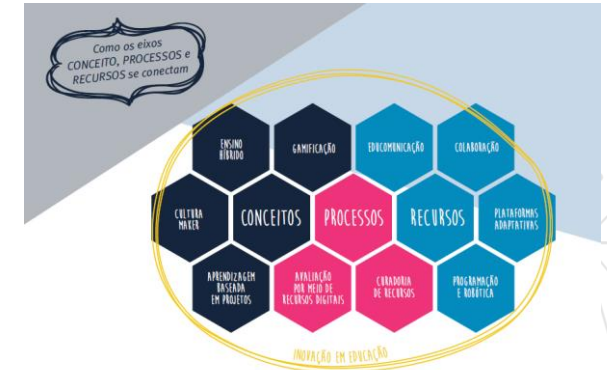 Como os eixos
CONCEITO, PROCESSOS e
RECURSOS se conectam
ENSINO
HÍBRIDO
GAMIFICAÇÃO
EDUCOMUNICAÇÃO
COLABORAÇÃO
CULTURA
MAKER
CONCEITOS
PROCESSOS
RECURSOS
PLATAFORMAS
ADAPTATIVAS
APRENDIZAGEM
BASEADA
EM PROJETOS
AVALIAÇÃO
POR MEIO DE
RECURSOS DIGITAIS
CURADORIA
DE RECURSOS
PROGRAMAÇÃO
E ROBÓTICA
INOVAÇÃO EM EDUCAÇÃO